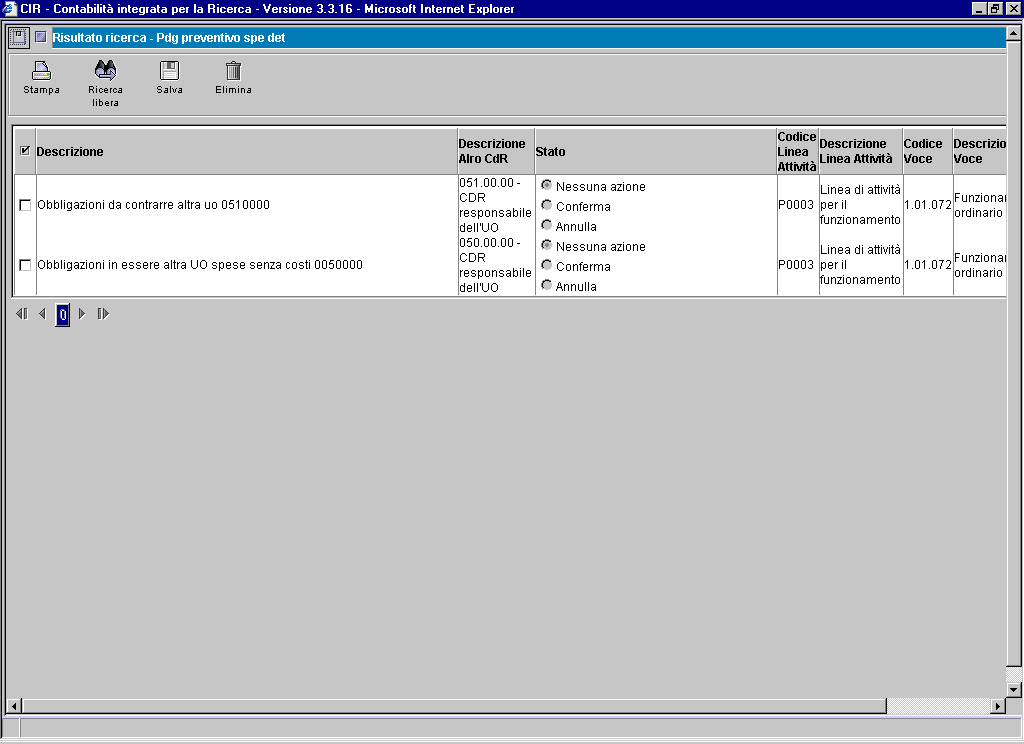 CIR - Contabilità integrata per la Ricerca - Versione 3.3.16 - Microsoft Internet Explorer
Risultato ricerca - Pdg preventivo spe det
Stampa
Ricerca
libera
Salva
Elimina
Descrizione
Descrizione
Alro CdR
Stato
Codice
Linea
Attività
Descrizione
Linea Attività
Codice
Voce
Descrizio
Voce
Obbligazioni da contrarre altra uo 0510000
051.00.00 -
CDR
responsabile
dell'UO
Nessuna azione
Conferma
Annulla
P0003
Linea di attività
per il
funzionamento
1.01.072
Funzionar
ordinario
Obbligazioni in essere altra UO spese senza costi 0050000
050.00.00 -
CDR
responsabile
dell'UO
Nessuna azione
Conferma
Annulla
P0003
Linea di attività
per il
funzionamento
1.01.072
Funzionar
ordinario
0